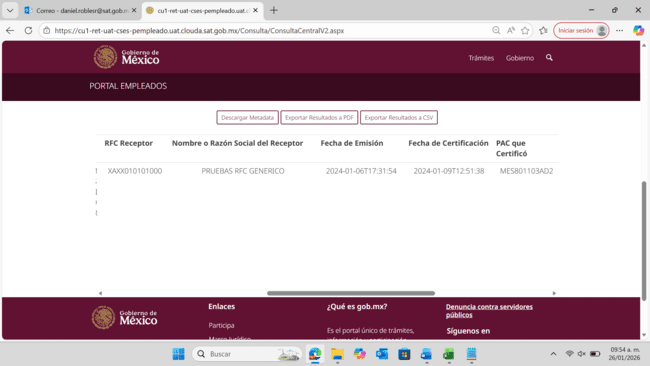 Correo - daniel.roblesr@sat.gob.m
cu1-ret-uat-cses-pempleado.uat.
https://cu1-ret-uat-cses-pempleado.uat.clouda.sat.gob.mx/Consulta/ConsultaCentralV2.aspx
Iniciar sesión
Gobierno de
México
Trámites
Gobierno
PORTAL EMPLEADOS
Descargar Metadata
Exportar Resultados a PDF
Exportar Resultados a CSV
RFC Receptor
Nombre o Razón Social del Receptor
Fecha de Emisión
Fecha de Certificación
PAC que
Certificó
XAXX010101000
PRUEBAS RFC GENERICO
2024-01-06T17:31:54
2024-01-09T12:51:38
MES801103AD2
Gobierno de
México
Enlaces
Participa
Marco Jurídico
¿Qué es gob.mx?
Es el portal único de trámites,
información y participación
Denuncia contra servidores
públicos
Síguenos en
Buscar
09:54 a. m.
26/01/2026